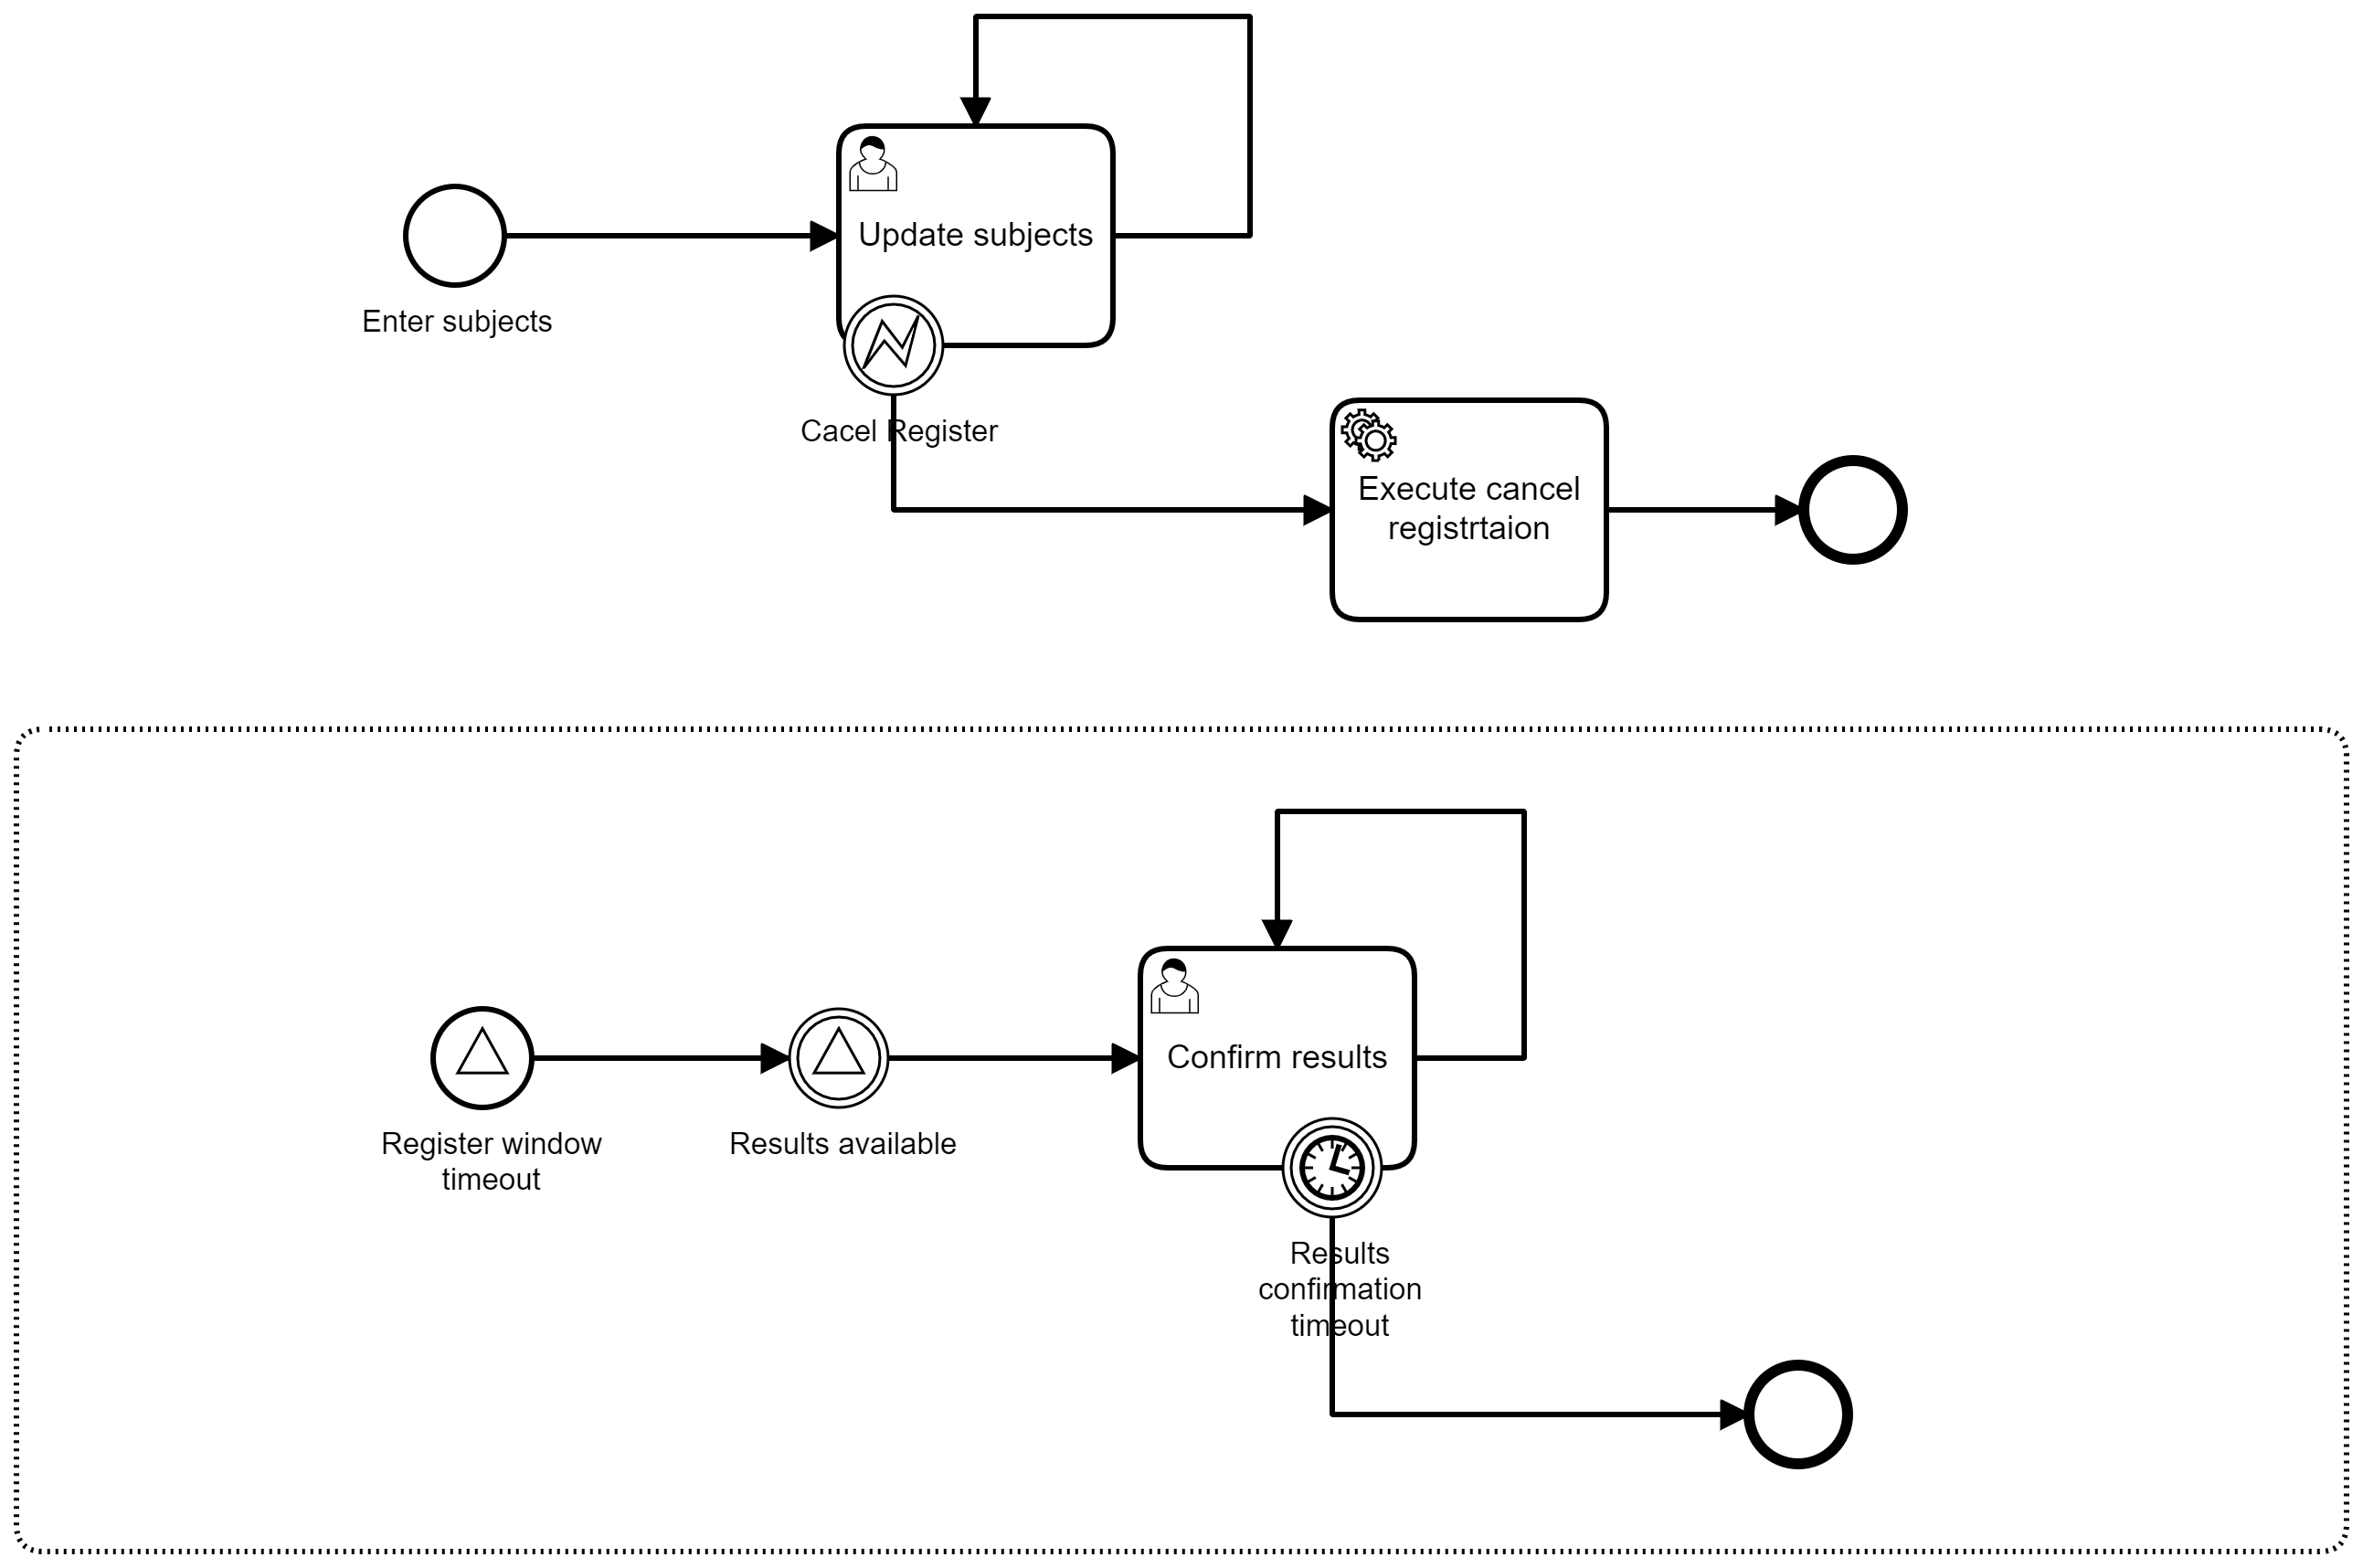 Update subjects
Enter subjects
Cacel Register
Execute cancel
registrtaion
Confirm results
Register window
timeout
Results available
Results
confirmation
timeout